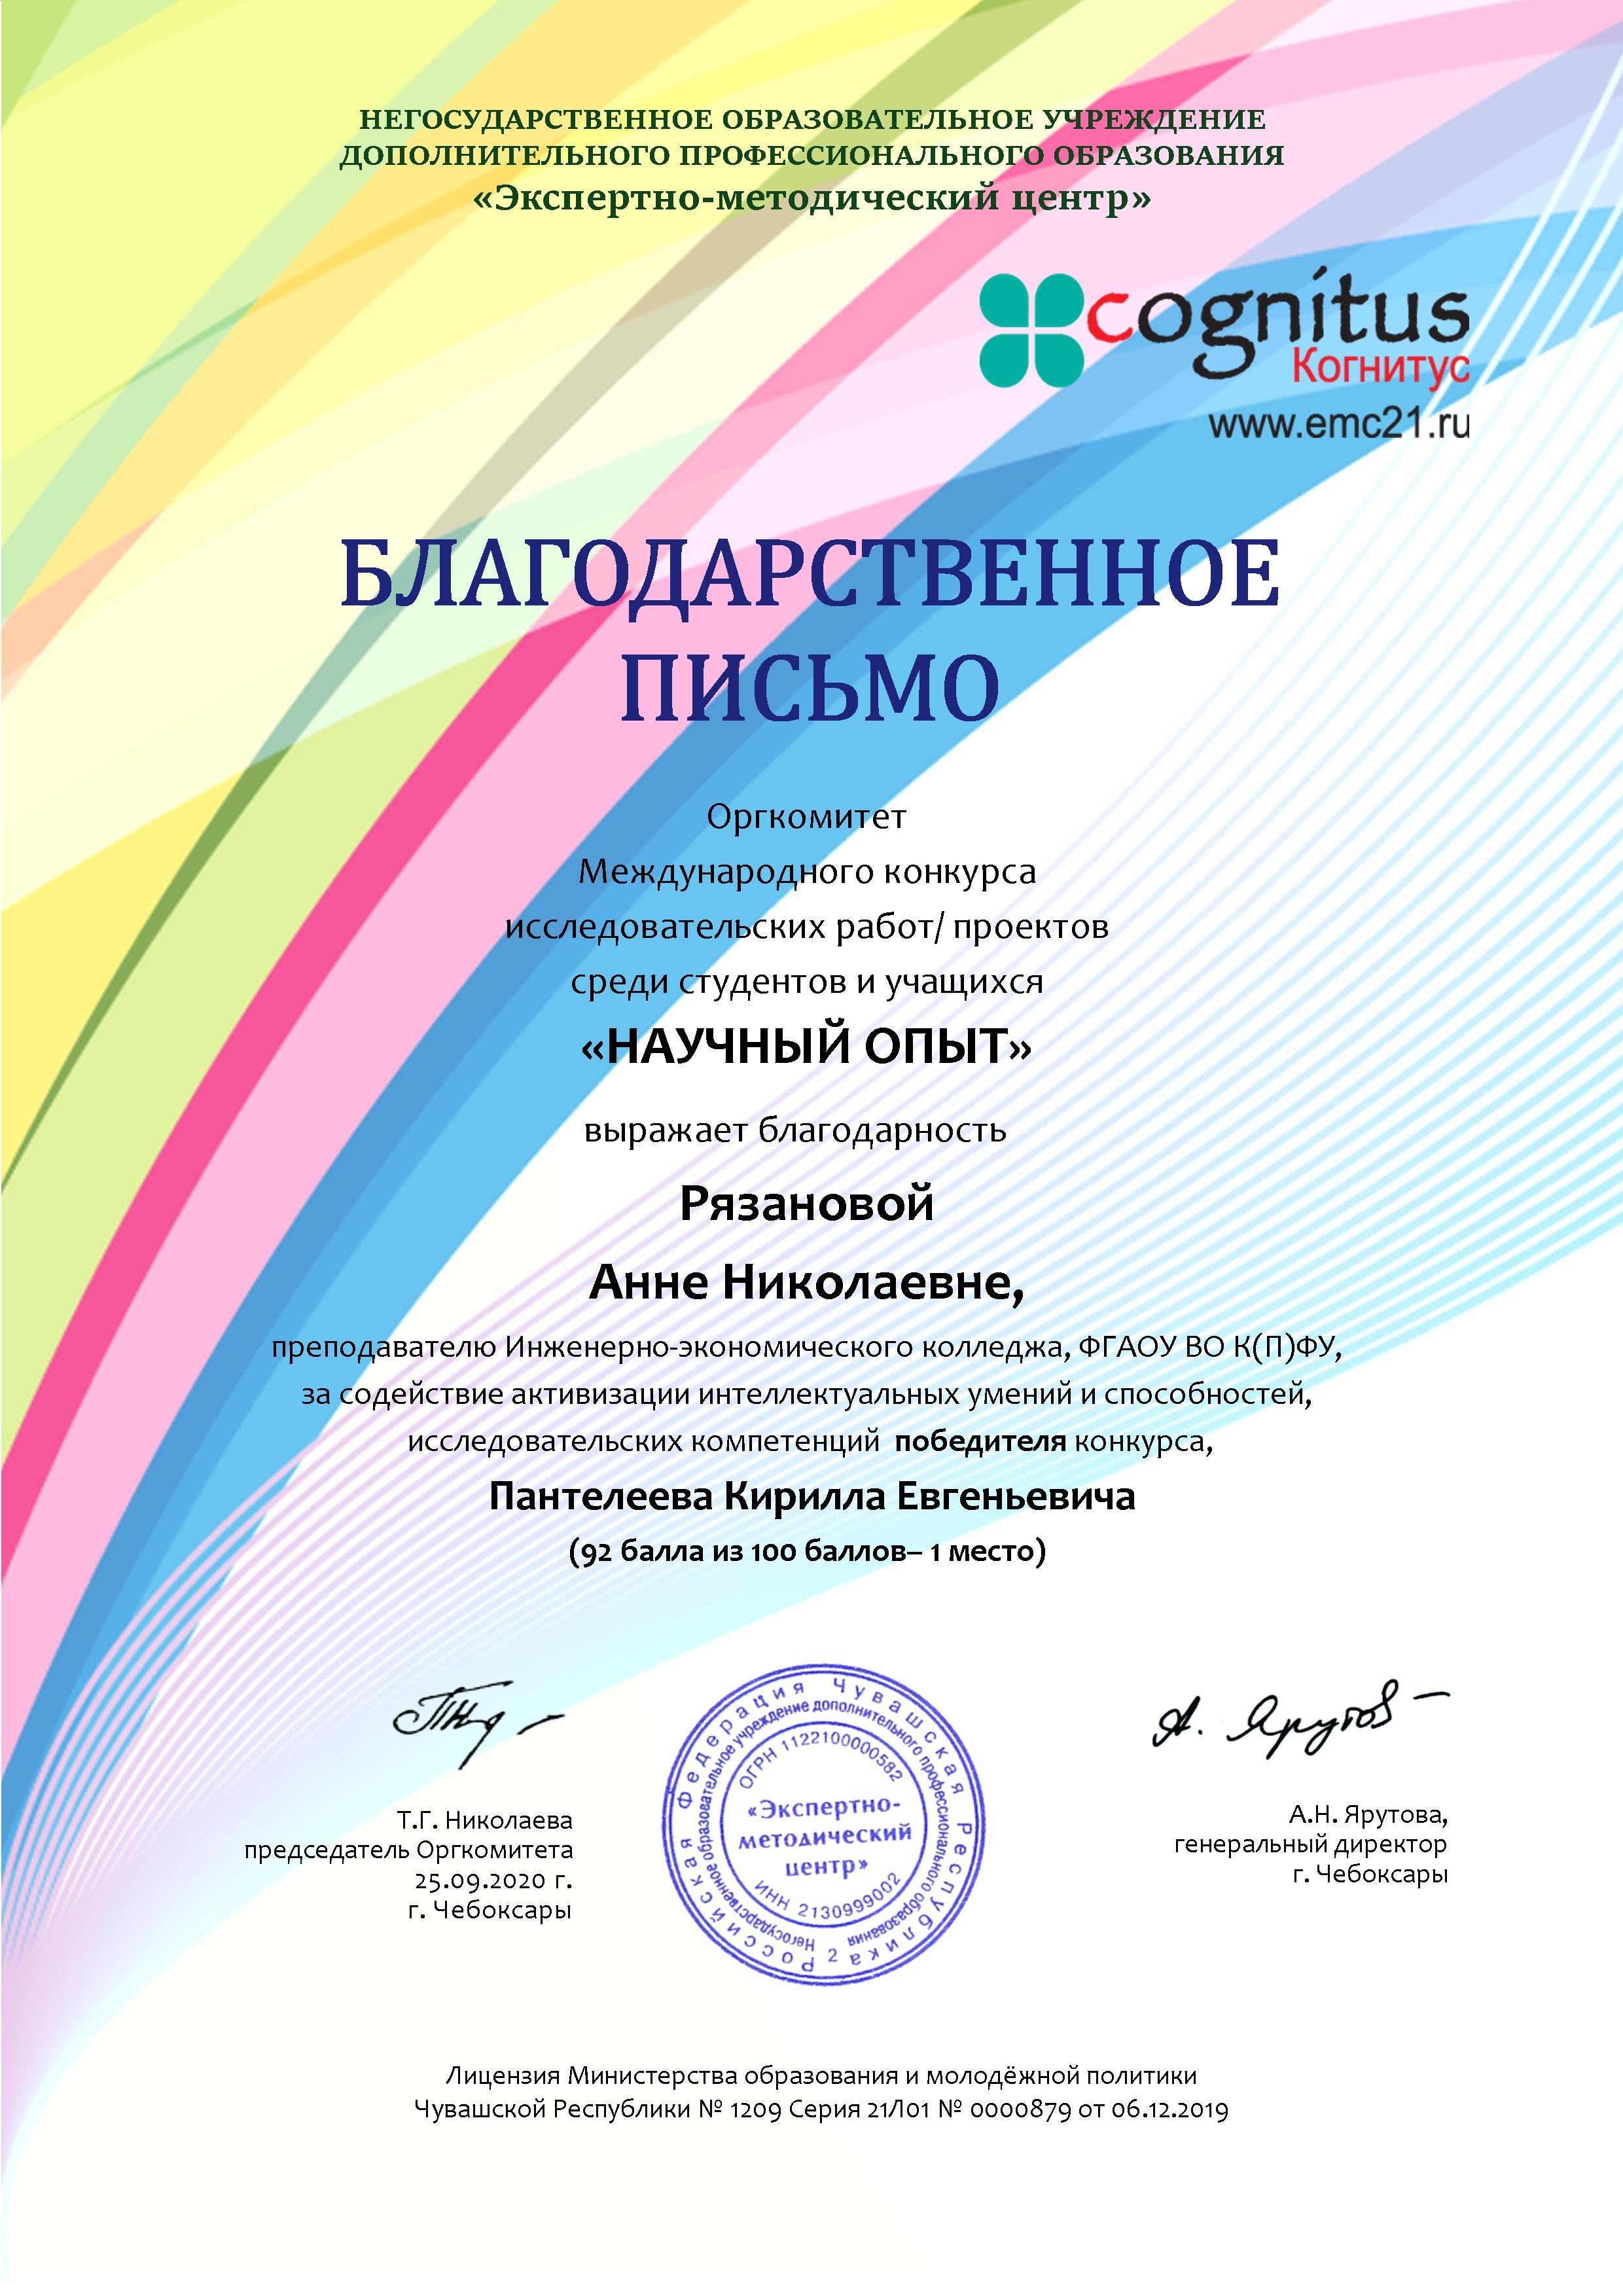 НЕГОСУДАРСТВЕННОЕ ОБРАЗОВАТЕЛЬНОЕ УЧРЕЖДЕНИЕ
ДОПОЛНИТЕЛЬНОГО ПРОФЕССИОНАЛЬНОГО ОБРАЗОВАНИЯ
«Экспертно-методический центр»
cognitus
Когнитус
www.emc21.ru
БЛАГОДАРСТВЕННОЕ
ПИСЬМО
Оргкомитет
Международного конкурса
исследовательских работ/ проектов
среди студентов и учащихся
«НАУЧНЫЙ ОПЫТ»
выражает благодарность
Рязановой
Анне Николаевне,
преподавателю Инженерно-экономического колледжа, ФГАОУ ВО К(П)ФУ,
за содействие активизации интеллектуальных умений и способностей,
исследовательских компетенций победителя конкурса,
Пантелеева Кирилла Евгеньевича
(92 балла из 100 баллов– 1 место)
Т.Г. Николаева
председатель Оргкомитета
25.09.2020 г.
г. Чебоксары
Российская Федерация Чувашская Республика 2
Негосударственное образовательное учреждение дополнительного профессионального образования
ОГРН 1122100000582
«Экспертно-
методический
центр»
ИНН 2130999002
А. Ярутов
А.Н. Ярутова,
генеральный директор
г. Чебоксары
Лицензия Министерства образования и молодёжной политики
Чувашской Республики № 1209 Серия 21Л01 № 0000879 от 06.12.2019